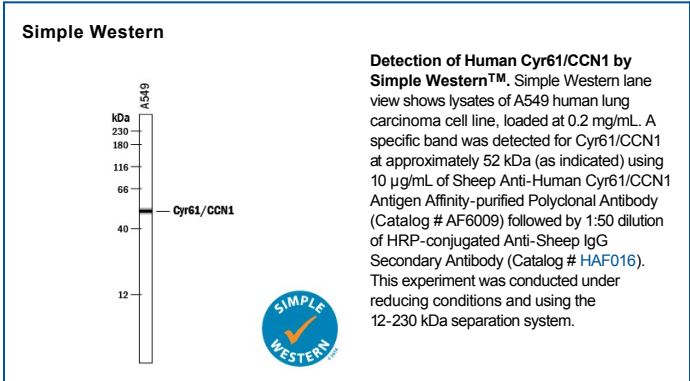 Simple Western
A549
kDa
230
180
116
66
Cyr61/CCN1
40
12
SIMPLE
WESTERN
Detection of Human Cyr61/CCN1 by
Simple Western™. Simple Western lane
view shows lysates of A549 human lung
carcinoma cell line, loaded at 0.2 mg/mL. A
specific band was detected for Cyr61/CCN1
at approximately 52 kDa (as indicated) using
10 µg/mL of Sheep Anti-Human Cyr61/CCN1
Antigen Affinity-purified Polyclonal Antibody
(Catalog # AF6009) followed by 1:50 dilution
of HRP-conjugated Anti-Sheep IgG
Secondary Antibody (Catalog # HAF016).
This experiment was conducted under
reducing conditions and using the
12-230 kDa separation system.